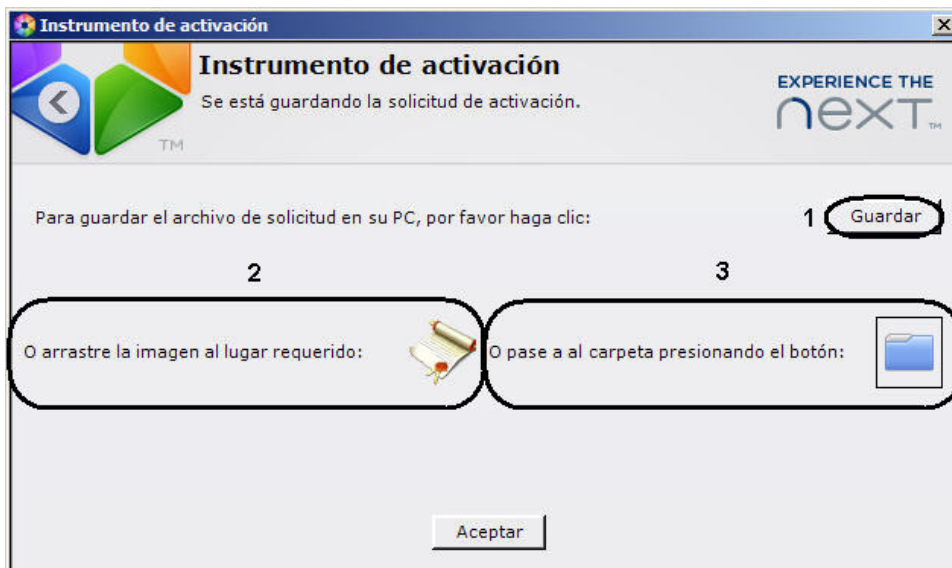 Instrumento de activación
Instrumento de activación
Se está guardando la solicitud de activación.
EXPERIENCE THE
next™
TM
Para guardar el archivo de solicitud en su PC, por favor haga clic:
1
Guardar
2
3
O arrastre la imagen al lugar requerido:
O pase a al carpeta presionando el botón:
Aceptar